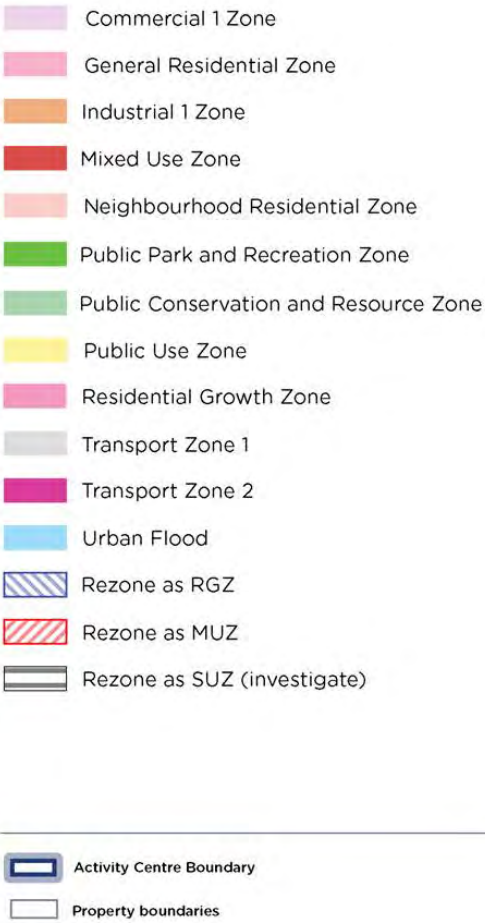 Commercial 1 Zone
General Residential Zone
Industrial 1 Zone
Mixed Use Zone
Neighbourhood Residential Zone
Public Park and Recreation Zone
Public Conservation and Resource Zone
Public Use Zone
Residential Growth Zone
Transport Zone 1
Transport Zone 2
Urban Flood
Rezone as RGZ
Rezone as MUZ
Rezone as SUZ (investigate)
Activity Centre Boundary
Property boundaries